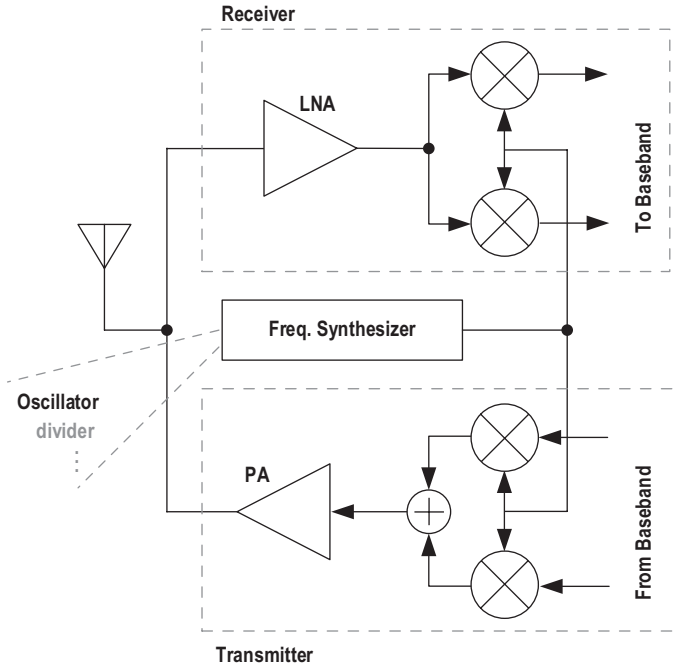 Receiver
LNA
To Baseband
Freq. Synthesizer
Oscillator
divider
PA
From Baseband
Transmitter